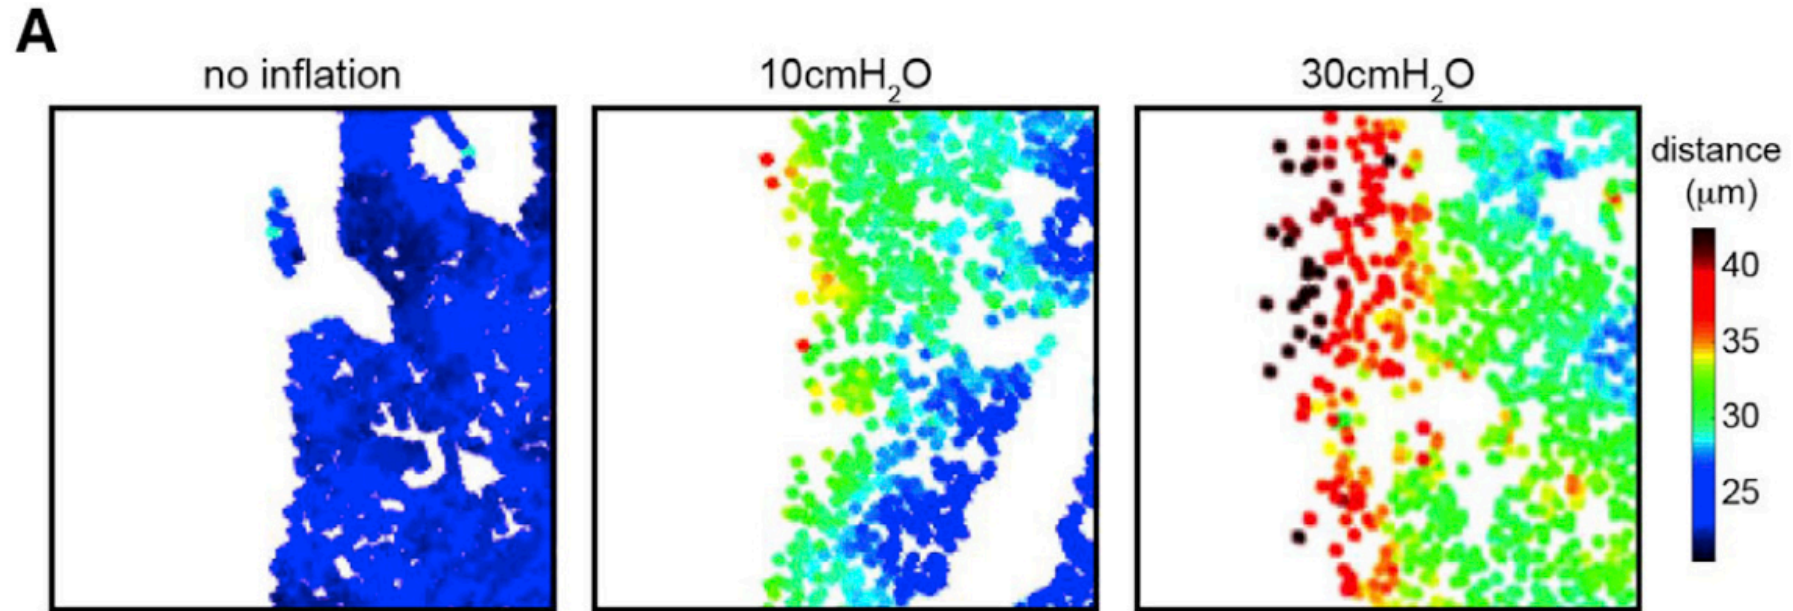 A
no inflation
10cmH₂O
30cmH₂O
distance
(μm)
40
35
30
25